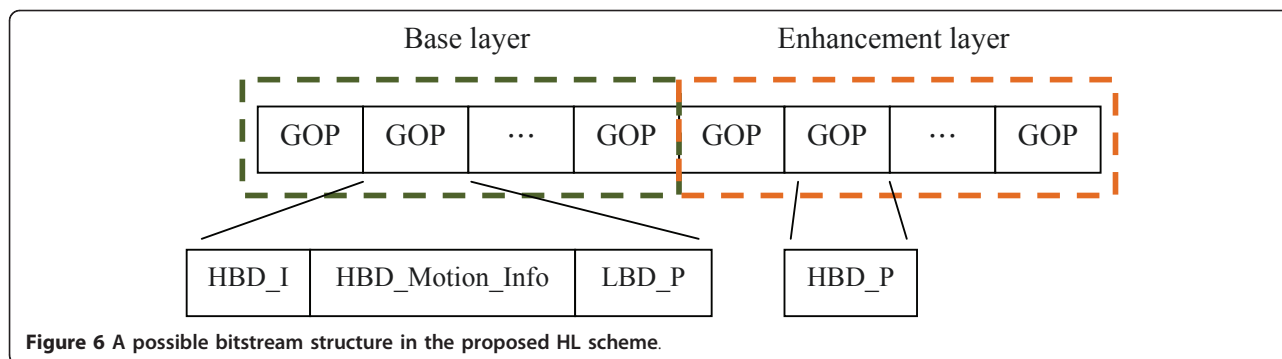 Base layer Enhancement layer
GOP GOP ... GOP GOP GOP ... GOP
HBD_I HBD_Motion_Info LBD_P HBD_P
Figure 6 A possible bitstream structure in the proposed HL scheme.